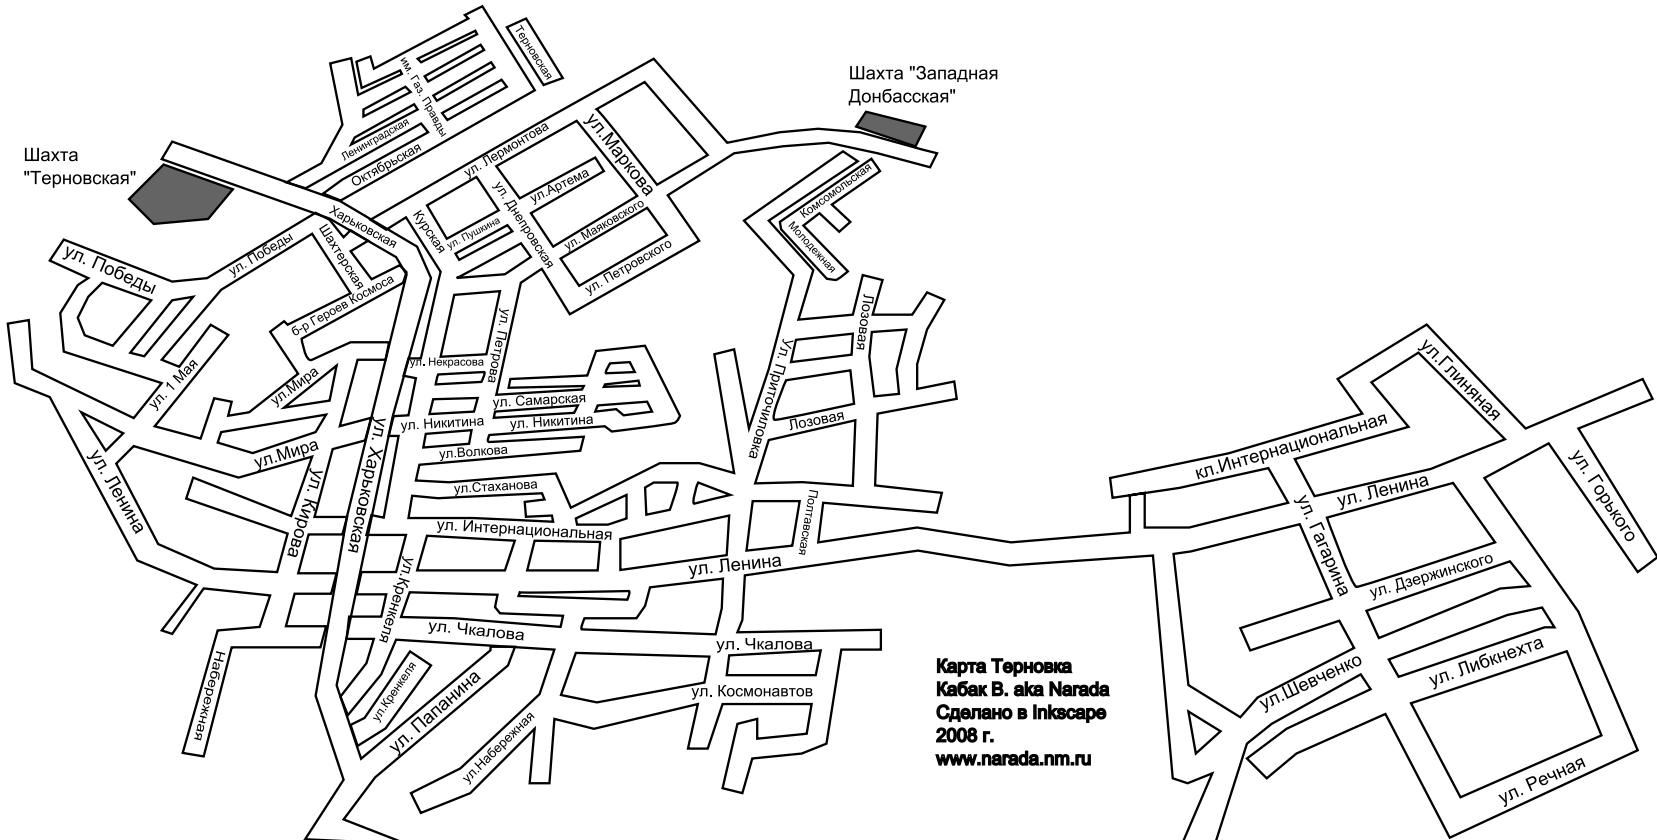 Терновская
им. Газ. Правды
Шахта "Западная
Донбасская"
Ленинградская
Октябрьская
ул. Лермонтова
ул.Маркова
Шахта
"Терновская"
ул.Артема
Комсомольская
Харьковская
Курская
ул. Пушкина
ул. Днепровская
ул. Маяковского
ул. Петровского
Молодежная
ул. Победы
ул. Победы
Шахтерская
б-р Героев Космоса
ул. Петрова
Лозовая
ул. Некрасова
ул. 1 Мая
ул.Мира
ул. Самарская
ул. Никитина
ул. Никитина
Ул. Приточиловка
Лозовая
ул.Глиняная
кл.Интернациональная
ул.Мира
ул.Волкова
ул. Харьковская
ул. Ленина
ул. Кирова
ул.Стаханова
Полтавская
ул. Ленина
ул. Горького
ул. Интернациональная
ул. Гагарина
ул. Ленина
ул.Кренкеля
ул. Дзержинского
ул. Чкалова
ул. Чкалова
Набережная
ул.Кренкеля
ул. Папанина
ул. Космонавтов
ул.Набережная
Карта Терновка
Кабак В. aka Narada
Сделано в Inkscape
2008 г.
www.narada.nm.ru
ул.Шевченко
ул. Либкнехта
ул. Речная